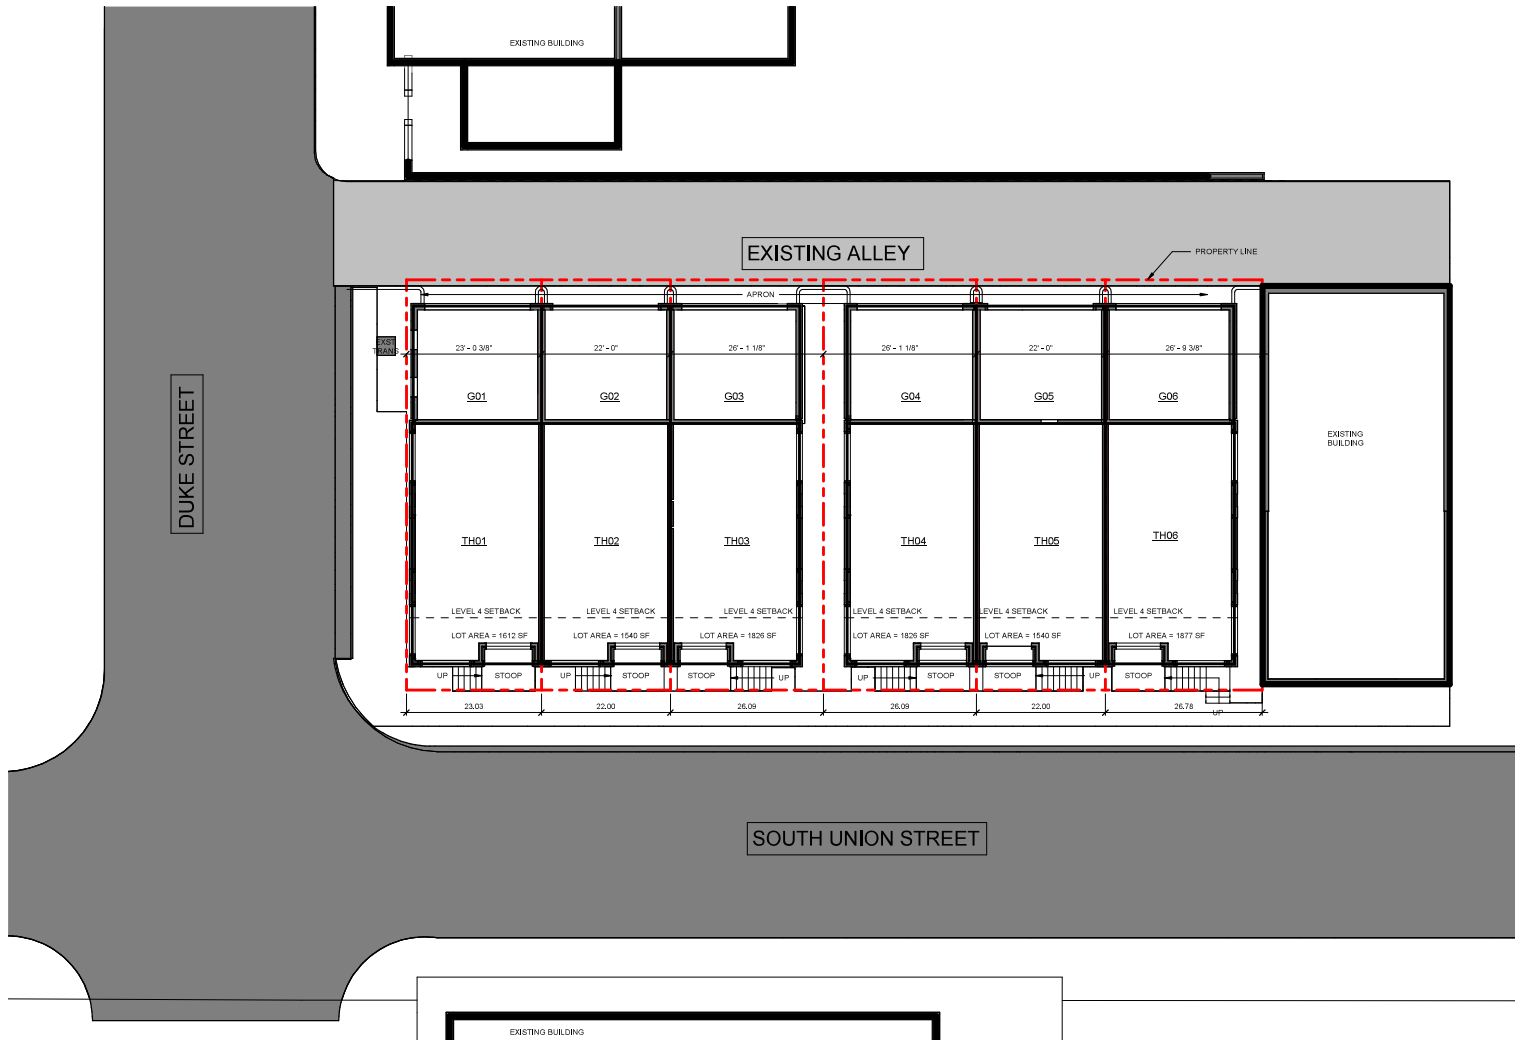 EXISTING BUILDING
EXISTING ALLEY
PROPERTY LINE
APRON
EXIST
TRANS
23' - 0 3/8"
22' - 0"
26' - 1 1/8"
26' - 1 1/8"
22' - 0"
26' - 9 3/8"
G01
G02
G03
G04
G05
G06
DUKE STREET
EXISTING
BUILDING
TH01
TH02
TH03
TH04
TH05
TH06
LEVEL 4 SETBACK
LEVEL 4 SETBACK
LEVEL 4 SETBACK
LEVEL 4 SETBACK
LEVEL 4 SETBACK
LEVEL 4 SETBACK
LOT AREA = 1612 SF
LOT AREA = 1540 SF
LOT AREA = 1826 SF
LOT AREA = 1826 SF
LOT AREA = 1540 SF
LOT AREA = 1877 SF
UP
STOOP
UP
STOOP
STOOP
UP
UP
STOOP
STOOP
UP
STOOP
UP
23.03
22.00
26.09
26.09
22.00
26.78
SOUTH UNION STREET
EXISTING BUILDING